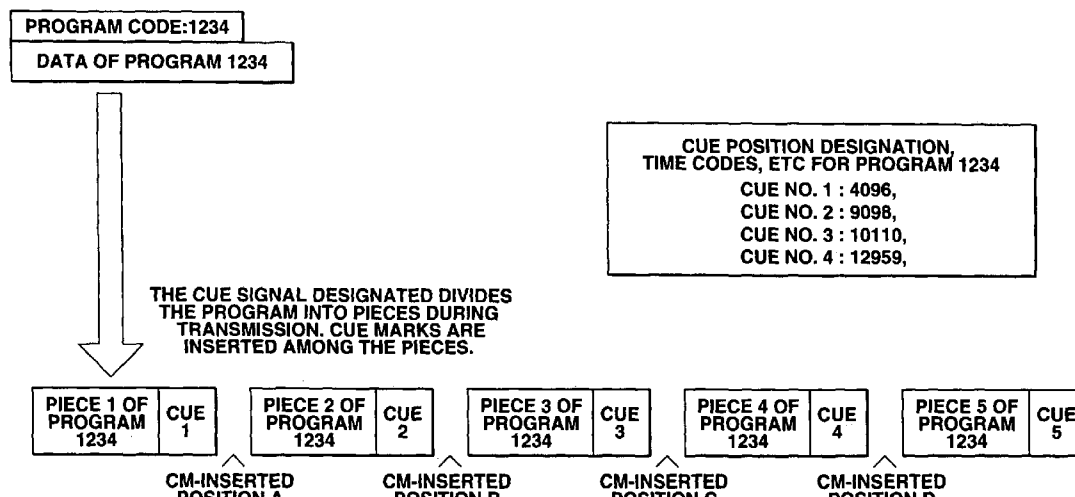 PROGRAM CODE:1234
DATA OF PROGRAM 1234
CUE POSITION DESIGNATION,
TIME CODES, ETC FOR PROGRAM 1234
CUE NO. 1 : 4096,
CUE NO. 2 : 9098,
CUE NO. 3 : 10110,
CUE NO. 4 : 12959,
THE CUE SIGNAL DESIGNATED DIVIDES
THE PROGRAM INTO PIECES DURING
TRANSMISSION. CUE MARKS ARE
INSERTED AMONG THE PIECES.
PIECE 1 OF
PROGRAM
1234
CUE
1
PIECE 2 OF
PROGRAM
1234
CUE
2
PIECE 3 OF
PROGRAM
1234
CUE
3
PIECE 4 OF
PROGRAM
1234
CUE
4
PIECE 5 OF
PROGRAM
1234
CUE
5
CM-INSERTED
POSITION A
CM-INSERTED
POSITION B
CM-INSERTED
POSITION C
CM-INSERTED
POSITION D